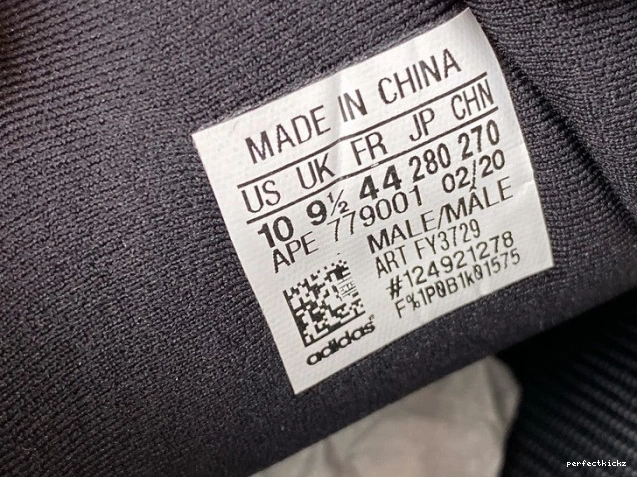 MADE IN CHINA
US UK FR JP CHN
10 9½ 44 280 270
APE 779001 02/20
MALE/MÂLE
ART FY3729
#124921278
F%1P0B1k01575
adidas®
perfectkickz